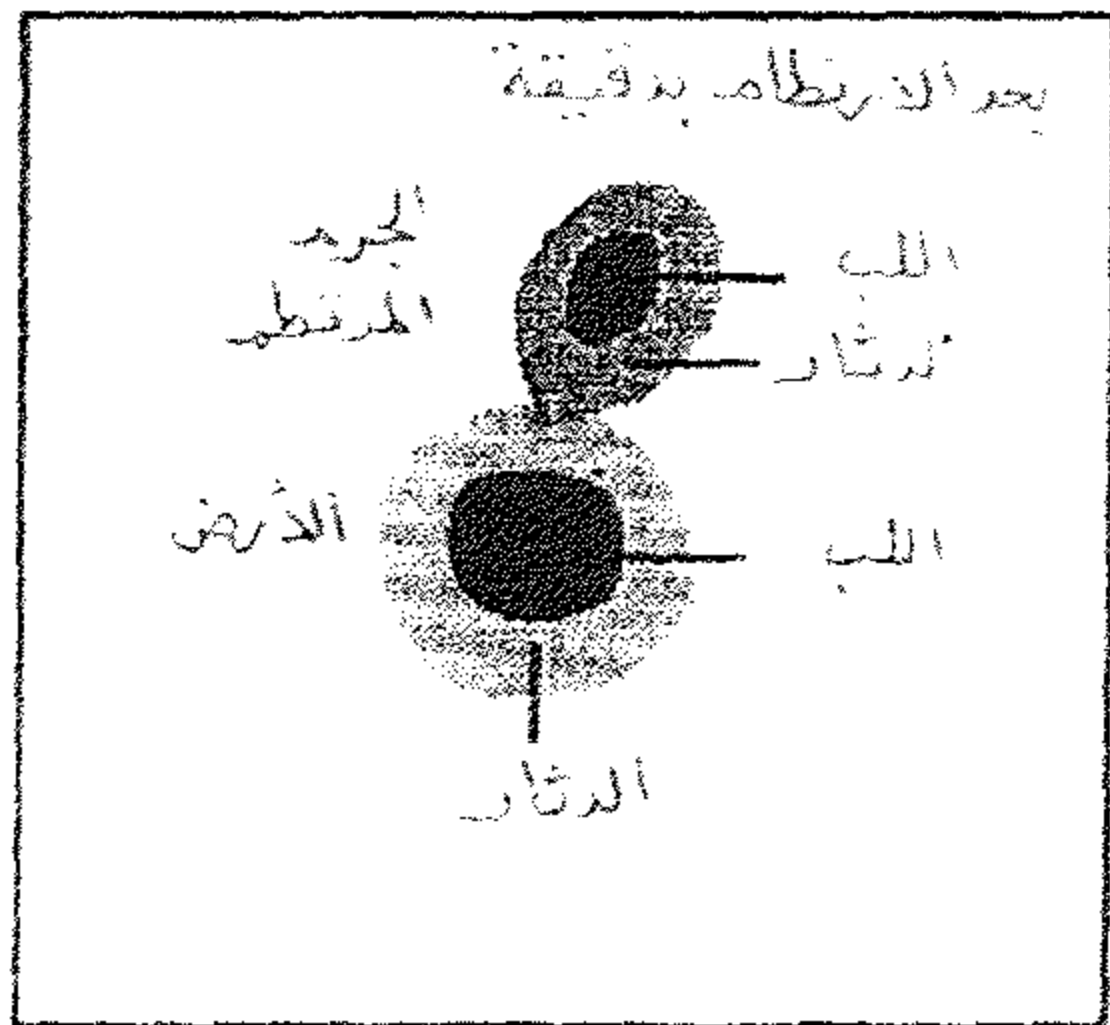 بعد الارتطام بدقيقة
الجرم
المرتطم
اللب
الدثار
الأرض
اللب
الدثار